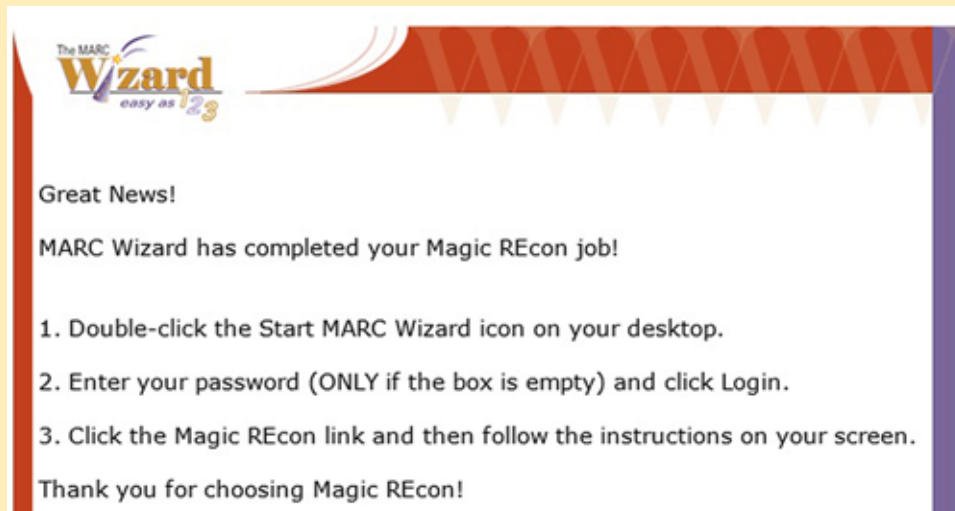 The MARC
Wizard
easy as 123
Great News!
MARC Wizard has completed your Magic REcon job!
1. Double-click the Start MARC Wizard icon on your desktop.
2. Enter your password (ONLY if the box is empty) and click Login.
3. Click the Magic REcon link and then follow the instructions on your screen.
Thank you for choosing Magic REcon!